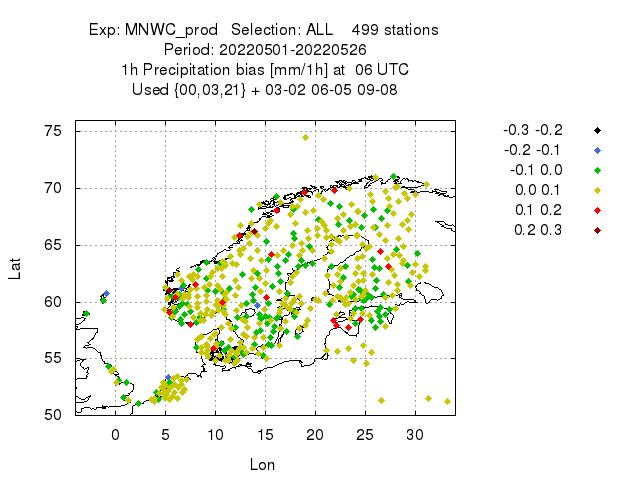 Exp: MNWC_prod   Selection: ALL    499 stations
Period: 20220501-20220526
1h Precipitation bias [mm/1h] at  06 UTC
Used {00,03,21} + 03-02 06-05 09-08
-0.3 -0.2
-0.2 -0.1
-0.1 0.0
0.0 0.1
0.1 0.2
0.2 0.3
75
70
65
60
55
50
Lat
0 5 10 15 20 25 30
Lon